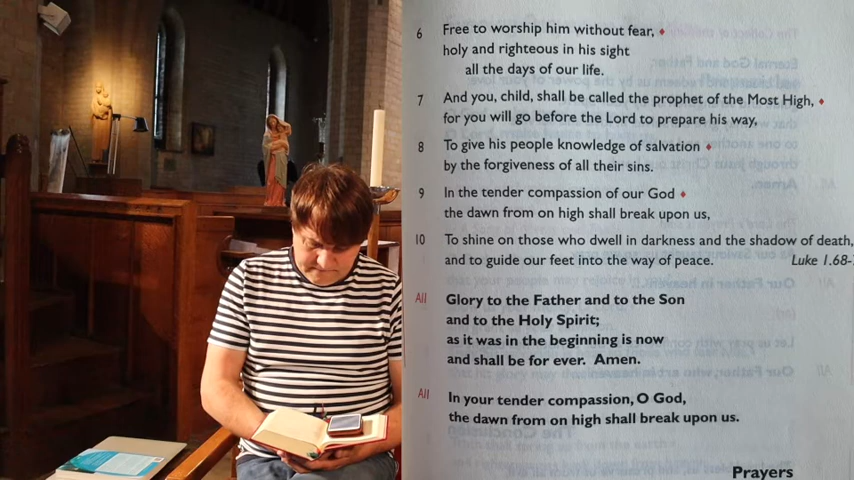 6 Free to worship him without fear, ♦
holy and righteous in his sight
all the days of our life.
7 And you, child, shall be called the prophet of the Most High, ♦
for you will go before the Lord to prepare his way,
8 To give his people knowledge of salvation ♦
by the forgiveness of all their sins.
9 In the tender compassion of our God ♦
the dawn from on high shall break upon us,
10 To shine on those who dwell in darkness and the shadow of death,
and to guide our feet into the way of peace. Luke 1.68-
All Glory to the Father and to the Son
and to the Holy Spirit;
as it was in the beginning is now
and shall be for ever. Amen.
All In your tender compassion, O God,
the dawn from on high shall break upon us.
Prayers